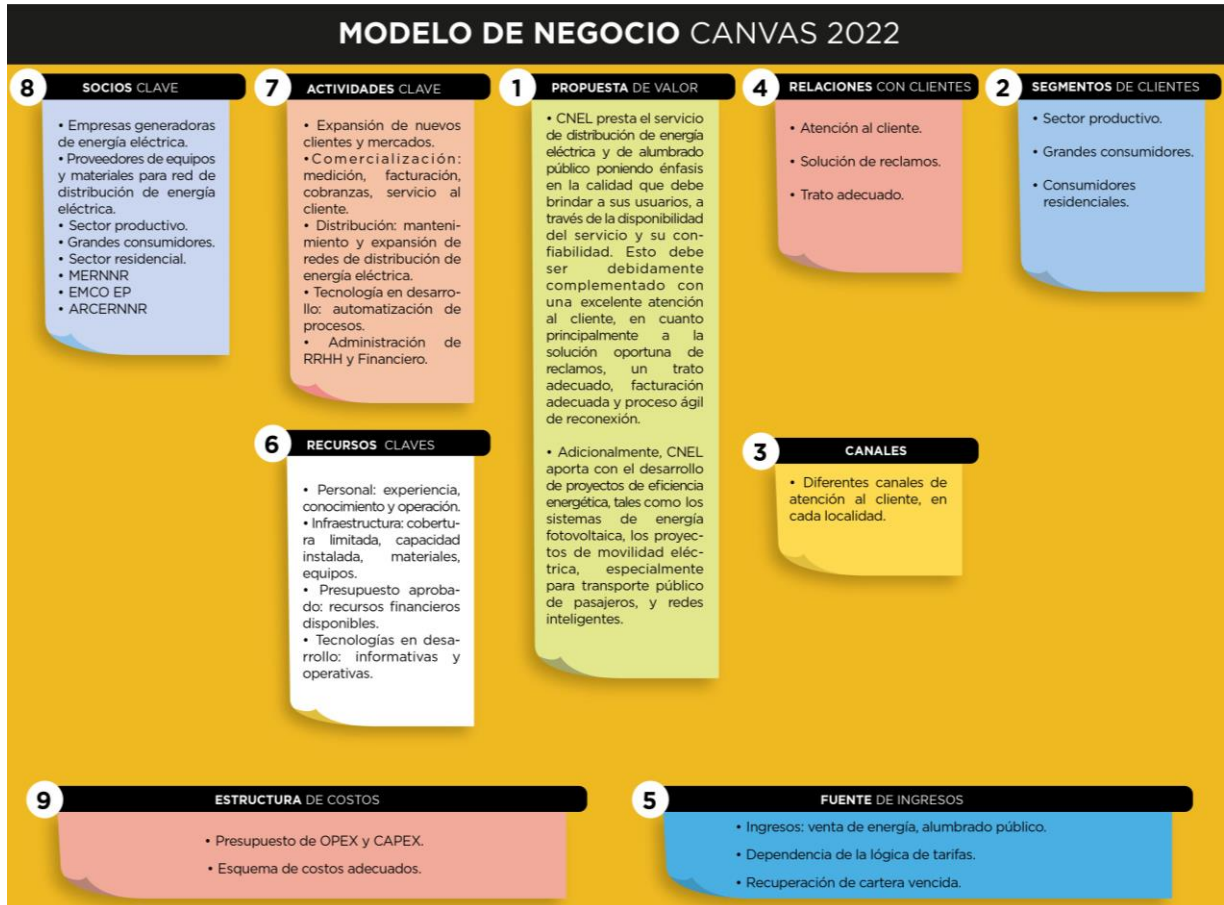 MODELO DE NEGOCIO CANVAS 2022
8
SOCIOS CLAVE
• Empresas generadoras
de energía eléctrica.
• Proveedores de equipos
y materiales para red de
distribución de energía
eléctrica.
• Sector productivo.
• Grandes consumidores.
• Sector residencial.
• MERNNR
• EMCO EP
• ARCERNNR
7
ACTIVIDADES CLAVE
• Expansión de nuevos
clientes y mercados.
•Comercialización:
medición, facturación,
cobranzas, servicio al
cliente.
• Distribución: manteni-
miento y expansión de
redes de distribución de
energía eléctrica.
• Tecnología en desarro-
llo: automatización de
procesos.
• Administración de
RRHH y Financiero.
6
RECURSOS CLAVES
• Personal: experiencia,
conocimiento y operación.
• Infraestructura: cobertu-
ra limitada, capacidad
instalada, materiales,
equipos.
• Presupuesto aproba-
do: recursos financieros
disponibles.
• Tecnologías en desa-
rrollo: informativas y
operativas.
1
PROPUESTA DE VALOR
• CNEL presta el servicio
de distribución de energía
eléctrica y de alumbrado
público poniendo énfasis
en la calidad que debe
brindar a sus usuarios, a
través de la disponibilidad
del servicio y su con-
fiabilidad. Esto debe
ser debidamente
complementado con
una excelente atención
al cliente, en cuanto
principalmente a la
solución oportuna de
reclamos, un trato
adecuado, facturación
adecuada y proceso ágil
de reconexión.
• Adicionalmente, CNEL
aporta con el desarrollo
de proyectos de eficiencia
energética, tales como los
sistemas de energía
fotovoltaica, los proyec-
tos de movilidad eléc-
trica, especialmente
para transporte público
de pasajeros, y redes
inteligentes.
4
RELACIONES CON CLIENTES
• Atención al cliente.
• Solución de reclamos.
• Trato adecuado.
3
CANALES
• Diferentes canales de
atención al cliente, en
cada localidad.
2
SEGMENTOS DE CLIENTES
• Sector productivo.
• Grandes consumidores.
• Consumidores
residenciales.
9
ESTRUCTURA DE COSTOS
• Presupuesto de OPEX y CAPEX.
• Esquema de costos adecuados.
5
FUENTE DE INGRESOS
• Ingresos: venta de energía, alumbrado público.
• Dependencia de la lógica de tarifas.
• Recuperación de cartera vencida.